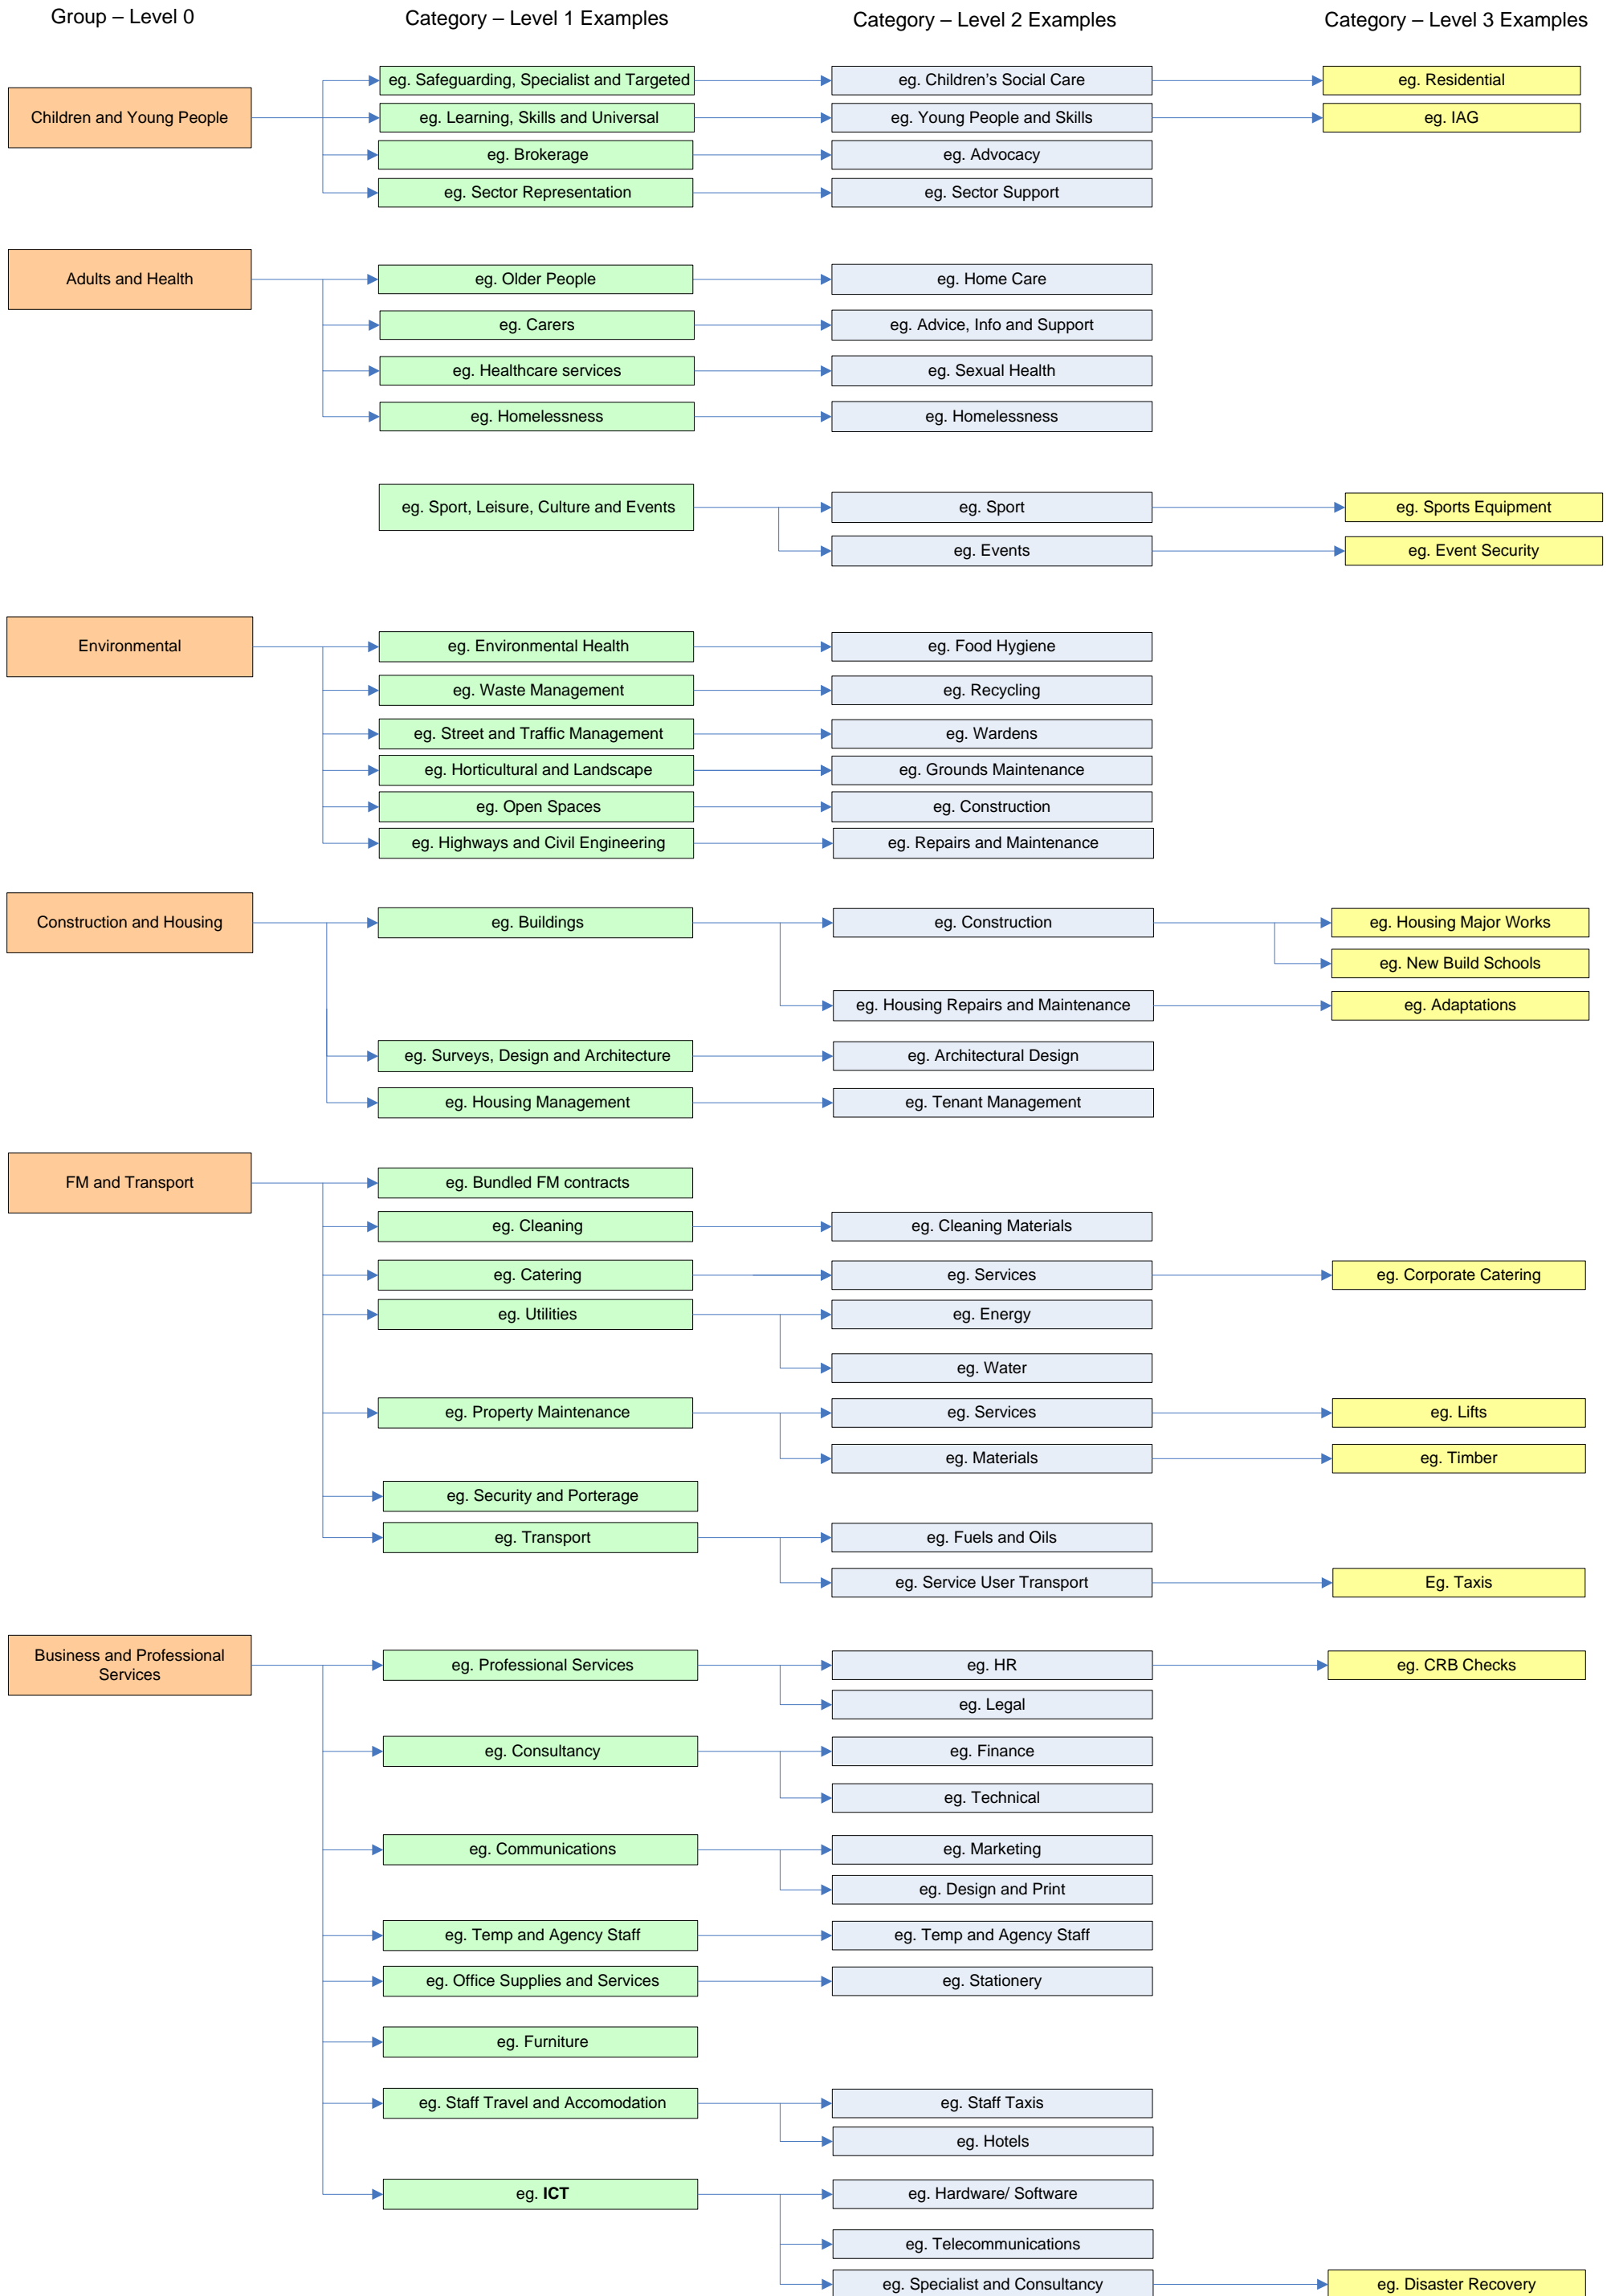 Group – Level 0
Category – Level 1 Examples
Category – Level 2 Examples
Category – Level 3 Examples
Children and Young People
eg. Safeguarding, Specialist and Targeted
eg. Children's Social Care
eg. Residential
eg. Learning, Skills and Universal
eg. Young People and Skills
eg. IAG
eg. Brokerage
eg. Advocacy
eg. Sector Representation
eg. Sector Support
Adults and Health
eg. Older People
eg. Home Care
eg. Carers
eg. Advice, Info and Support
eg. Healthcare services
eg. Sexual Health
eg. Homelessness
eg. Homelessness
eg. Sport, Leisure, Culture and Events
eg. Sport
eg. Sports Equipment
eg. Events
eg. Event Security
Environmental
eg. Environmental Health
eg. Food Hygiene
eg. Waste Management
eg. Recycling
eg. Street and Traffic Management
eg. Wardens
eg. Horticultural and Landscape
eg. Grounds Maintenance
eg. Open Spaces
eg. Construction
eg. Highways and Civil Engineering
eg. Repairs and Maintenance
Construction and Housing
eg. Buildings
eg. Construction
eg. Housing Major Works
eg. New Build Schools
eg. Housing Repairs and Maintenance
eg. Adaptations
eg. Surveys, Design and Architecture
eg. Architectural Design
eg. Housing Management
eg. Tenant Management
FM and Transport
eg. Bundled FM contracts
eg. Cleaning
eg. Cleaning Materials
eg. Catering
eg. Services
eg. Corporate Catering
eg. Utilities
eg. Energy
eg. Water
eg. Property Maintenance
eg. Services
eg. Lifts
eg. Materials
eg. Timber
eg. Security and Porterage
eg. Transport
eg. Fuels and Oils
eg. Service User Transport
Eg. Taxis
Business and Professional
Services
eg. Professional Services
eg. HR
eg. CRB Checks
eg. Legal
eg. Consultancy
eg. Finance
eg. Technical
eg. Communications
eg. Marketing
eg. Design and Print
eg. Temp and Agency Staff
eg. Temp and Agency Staff
eg. Office Supplies and Services
eg. Stationery
eg. Furniture
eg. Staff Travel and Accomodation
eg. Staff Taxis
eg. Hotels
eg. ICT
eg. Hardware/ Software
eg. Telecommunications
eg. Specialist and Consultancy
eg. Disaster Recovery